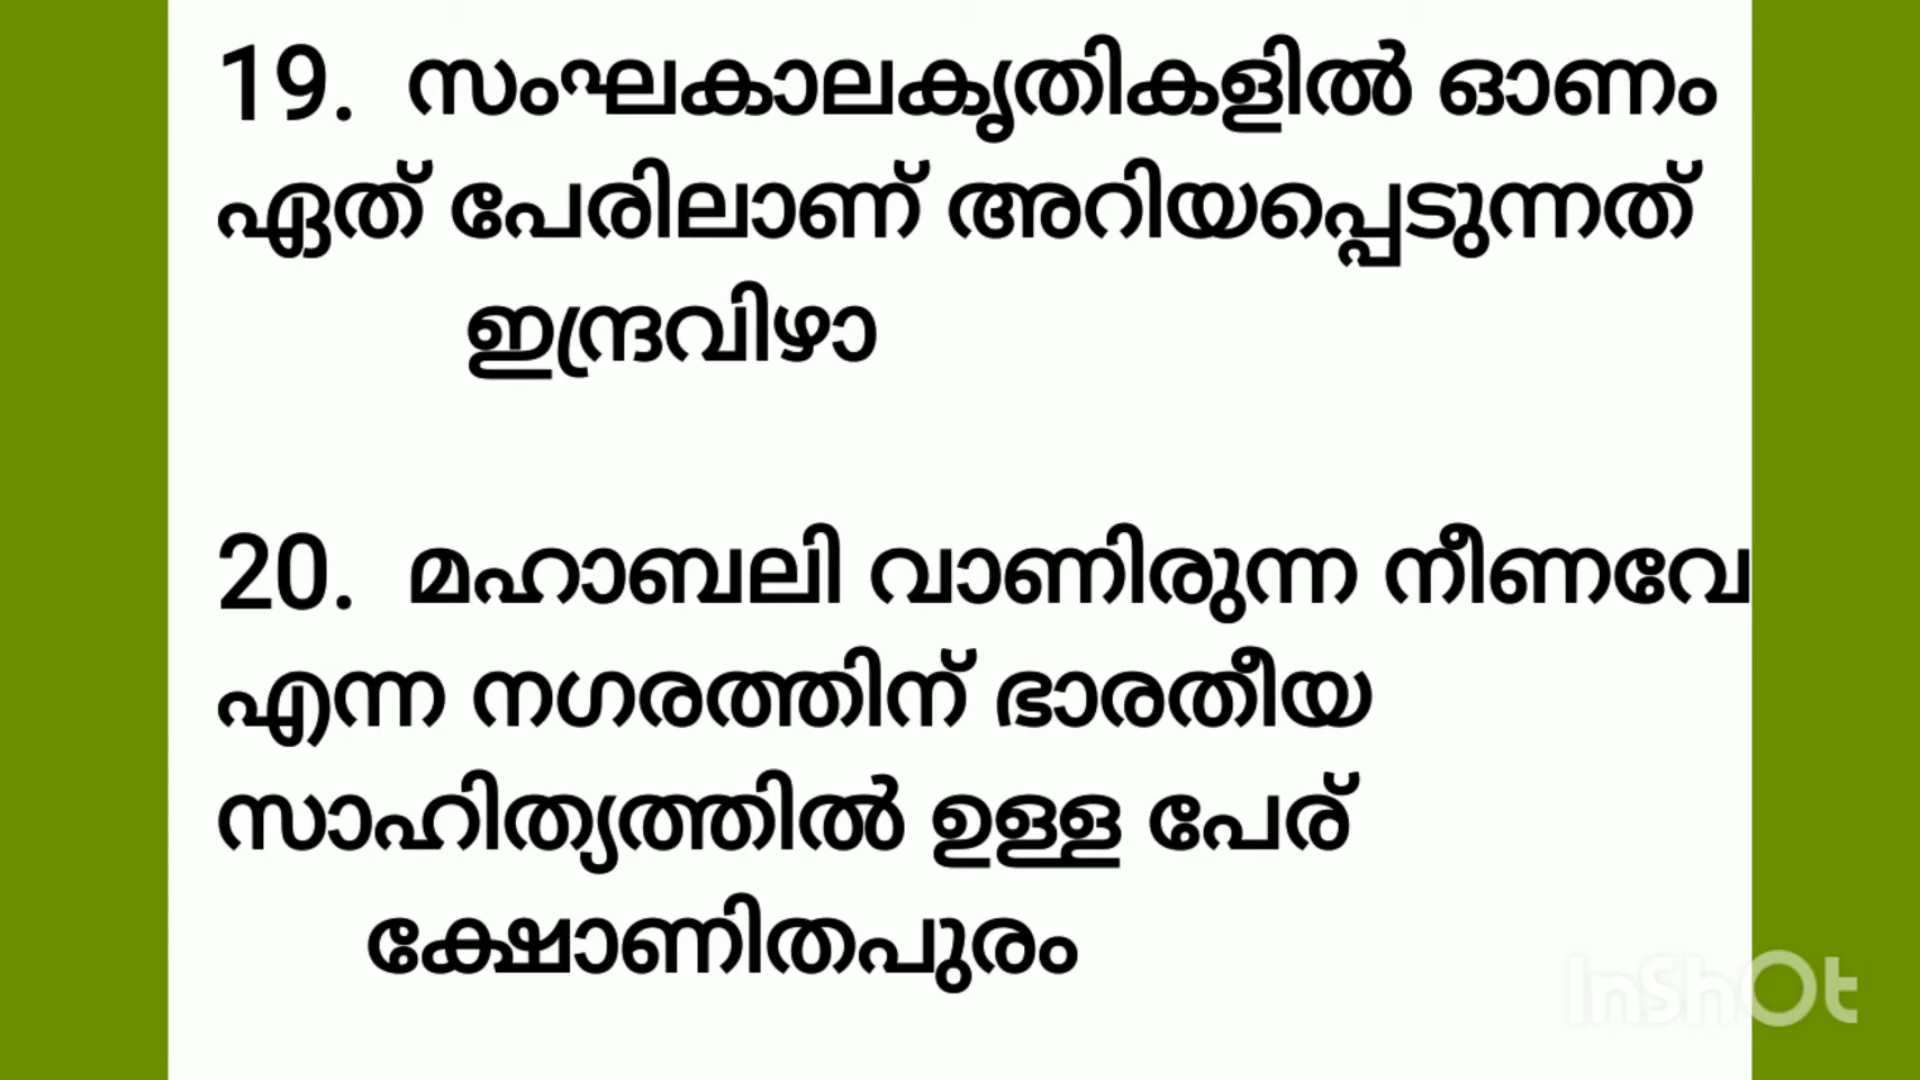 19. സംഘകാലകൃതികളിൽ ഓണം
ഏത് പേരിലാണ് അറിയപ്പെടുന്നത്
ഇന്ദ്രവിഴാ
20. മഹാബലി വാണിരുന്ന നീണവേ
എന്ന നഗരത്തിന് ഭാരതീയ
സാഹിത്യത്തിൽ ഉള്ള പേര്
ക്ഷോണിതപുരം
InShOt